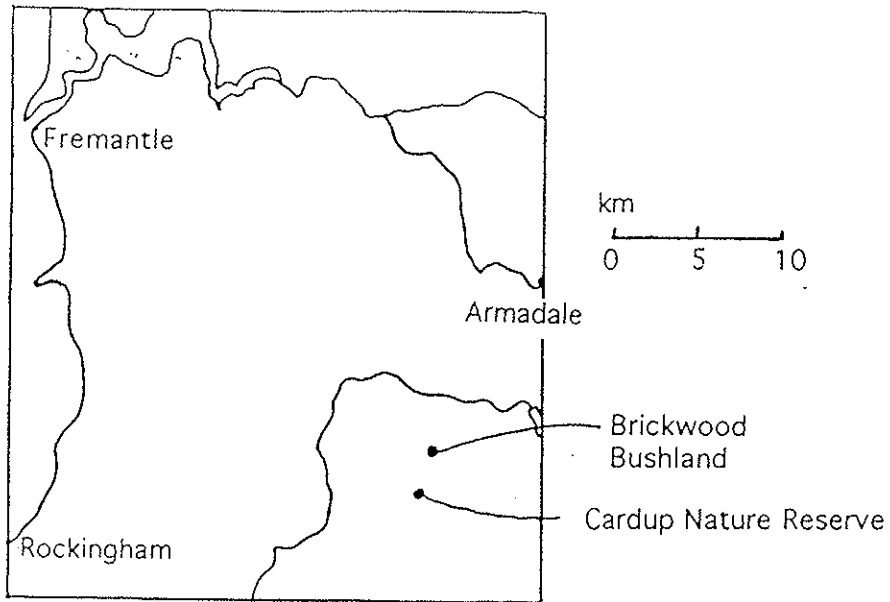 Fremantle
km
0 5 10
Armadale
Brickwood
Bushland
Cardup Nature Reserve
Rockingham